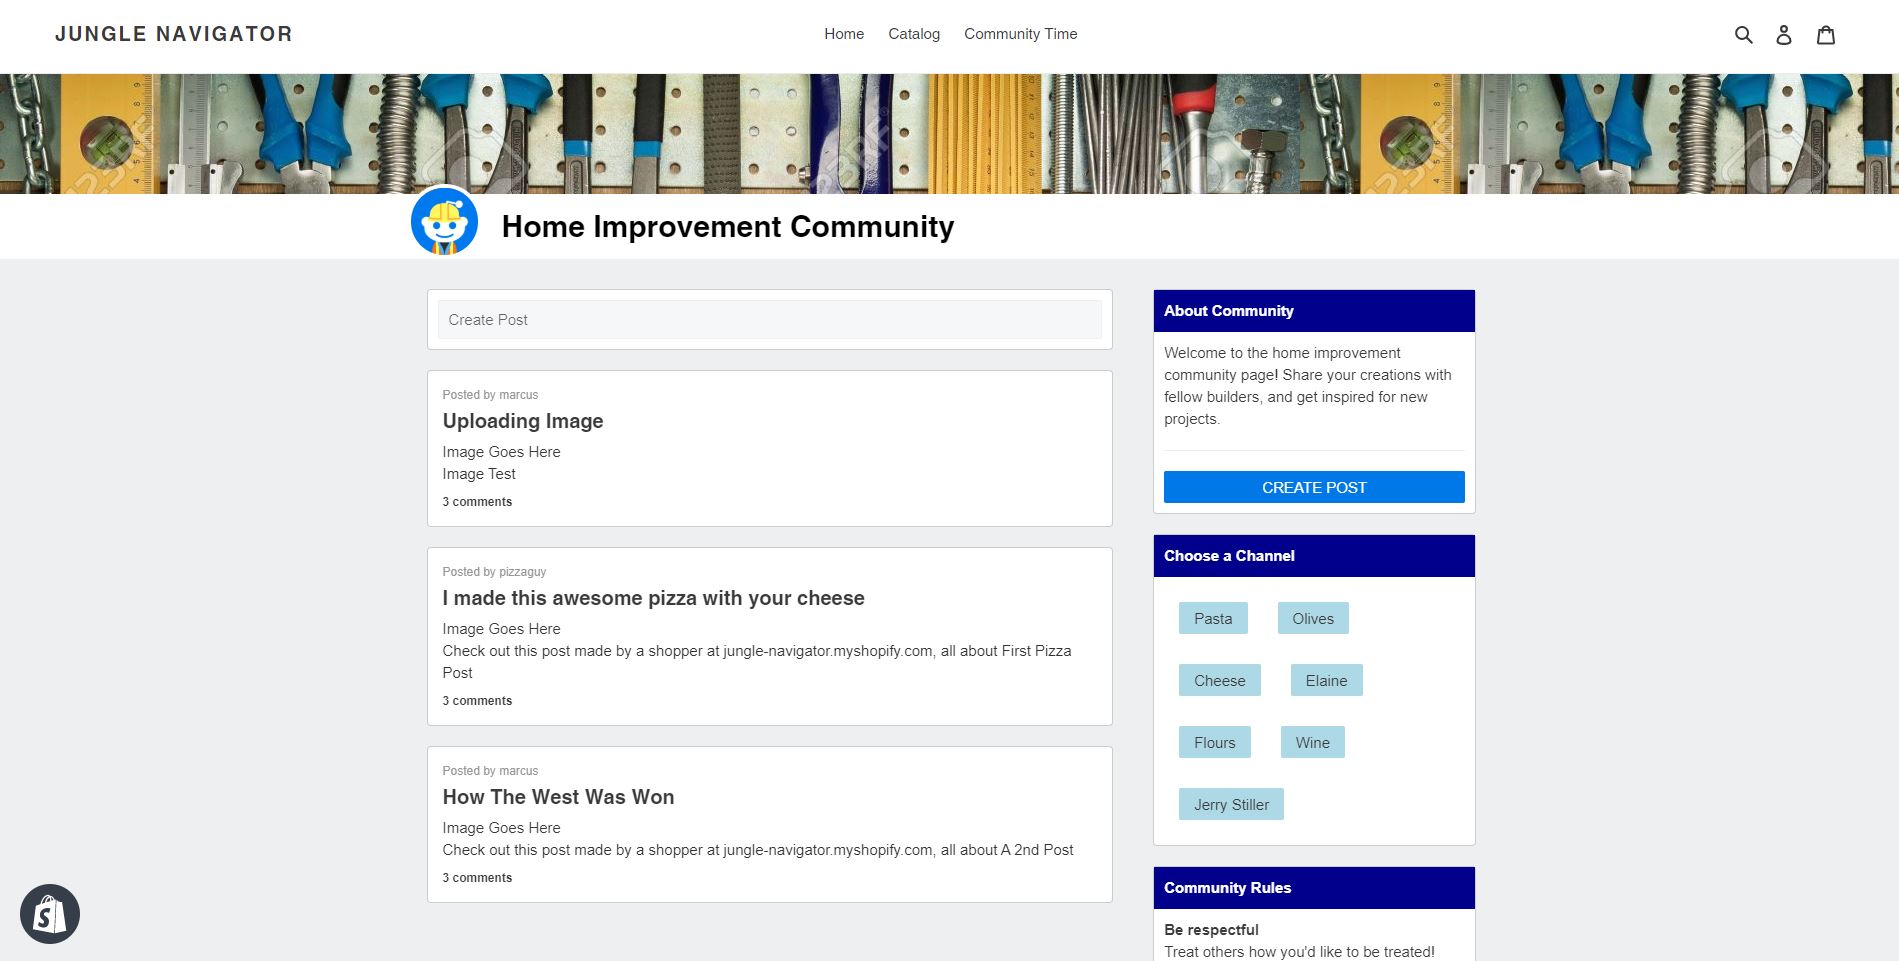 JUNGLE NAVIGATOR
Home Catalog Community Time
123RF
Home Improvement Community
Create Post
Posted by marcus
Uploading Image
Image Goes Here
Image Test
3 comments
Posted by pizzaguy
I made this awesome pizza with your cheese
Image Goes Here
Check out this post made by a shopper at jungle-navigator.myshopify.com, all about First Pizza
Post
3 comments
Posted by marcus
How The West Was Won
Image Goes Here
Check out this post made by a shopper at jungle-navigator.myshopify.com, all about A 2nd Post
3 comments
About Community
Welcome to the home improvement
community page! Share your creations with
fellow builders, and get inspired for new
projects.
CREATE POST
Choose a Channel
Pasta Olives
Cheese Elaine
Flours Wine
Jerry Stiller
Community Rules
Be respectful
Treat others how you'd like to be treated!